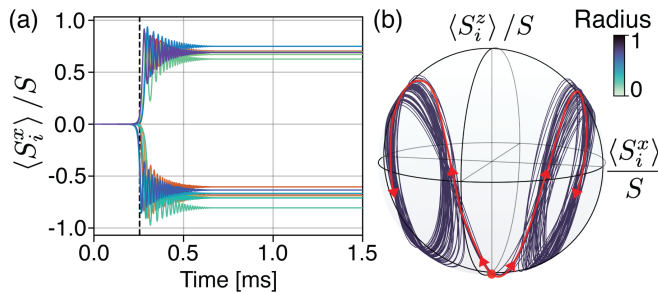 (a)
1.0
0.5
0.0
-0.5
-1.0
⟨S_i^x⟩/S
0.0 0.5 1.0 1.5
Time [ms]
(b)
⟨S_i^z⟩/S
Radius
1
0
⟨S_i^x⟩
S